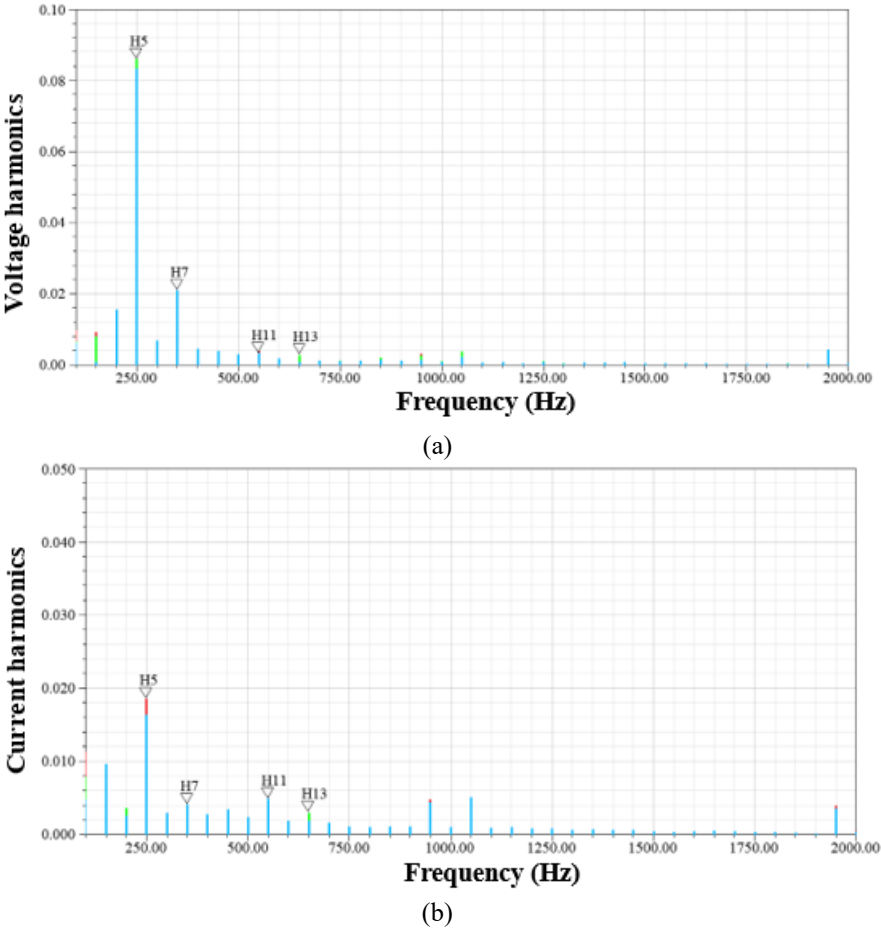 0.10
H5
0.08
0.06
0.04
H7
0.02
H11 H13
0.00
250.00 500.00 750.00 1000.00 1250.00 1500.00 1750.00 2000.00
Voltage harmonics
Frequency (Hz)
(a)
0.050
0.040
0.030
0.020
H5
0.010
H7 H11 H13
0.000
250.00 500.00 750.00 1000.00 1250.00 1500.00 1750.00 2000.00
Current harmonics
Frequency (Hz)
(b)